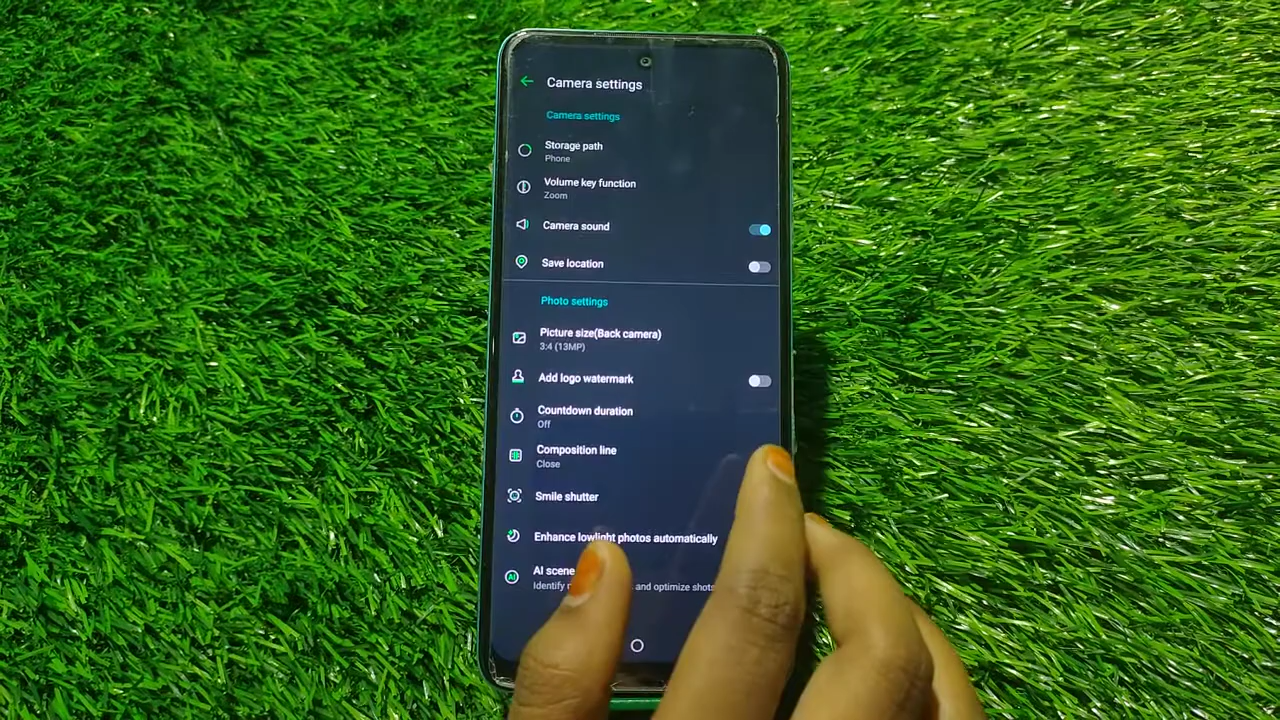 Camera settings
Camera settings
Storage path
Phone
Volume key function
Zoom
Camera sound
Save location
Photo settings
Picture size(Back camera)
3:4 (13MP)
Add logo watermark
Countdown duration
Off
Composition line
Close
Smile shutter
Enhance lowlight photos automatically
AI scene
Identify and optimize shots
AI